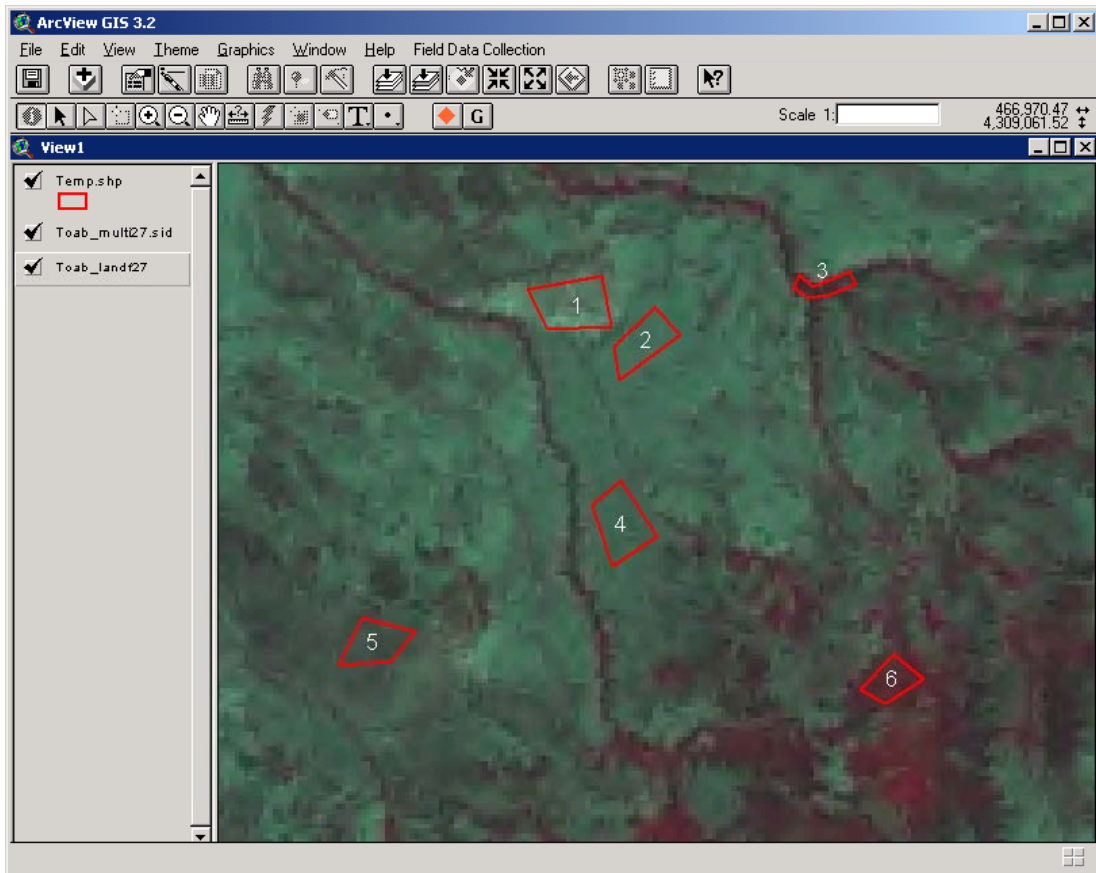 ArcView GIS 3.2
File Edit View Theme Graphics Window Help Field Data Collection
T. G Scale 1: 466,970.47
4,309,061.52
View1
Temp.shp
Toab_multi27.sid
Toab_landf27
3
1
2
4
5
6